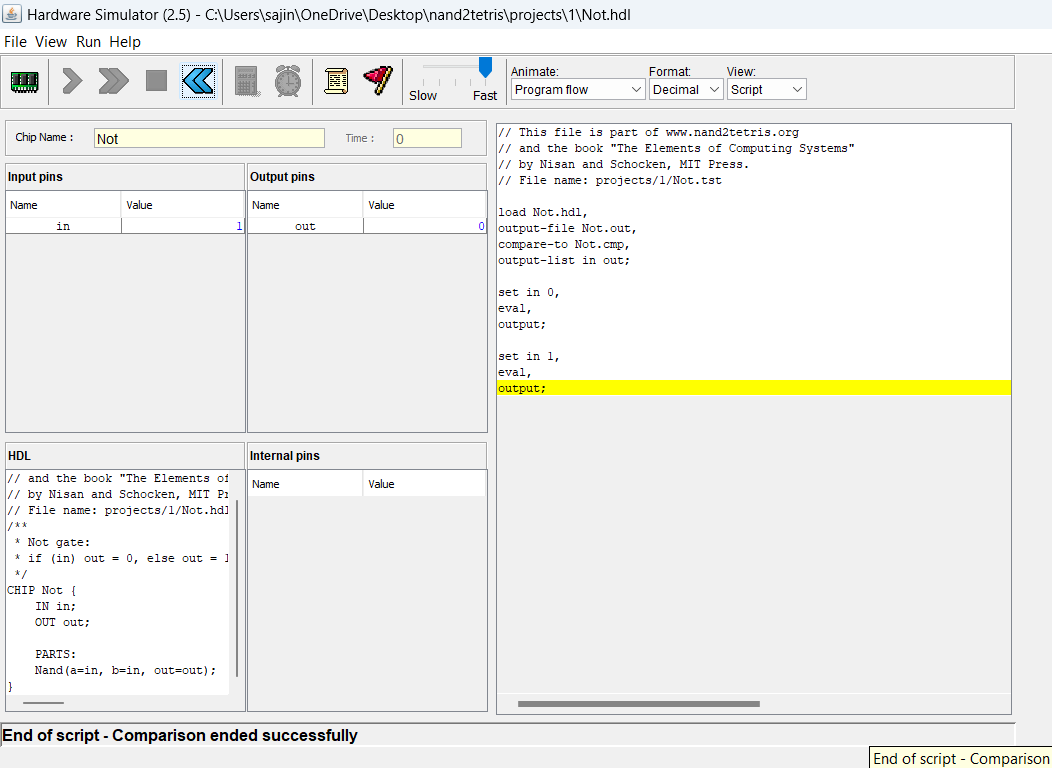 Hardware Simulator (2.5) - C:\Users\sajin\OneDrive\Desktop\nand2tetris\projects\1\Not.hdl
File View Run Help
Slow Fast
Animate: Format: View:
Program flow Decimal Script
Chip Name : Not Time : 0
Input pins
Name Value
in 1
Output pins
Name Value
out 0
// This file is part of www.nand2tetris.org
// and the book "The Elements of Computing Systems"
// by Nisan and Schocken, MIT Press.
// File name: projects/1/Not.tst
load Not.hdl,
output-file Not.out,
compare-to Not.cmp,
output-list in out;
set in 0,
eval,
output;
set in 1,
eval,
output;
HDL
// and the book "The Elements of
// by Nisan and Schocken, MIT Pr
// File name: projects/1/Not.hdl
/**
* Not gate:
* if (in) out = 0, else out = 1
*/
CHIP Not {
IN in;
OUT out;
PARTS:
Nand(a=in, b=in, out=out);
}
Internal pins
Name Value
End of script - Comparison ended successfully
End of script - Comparison